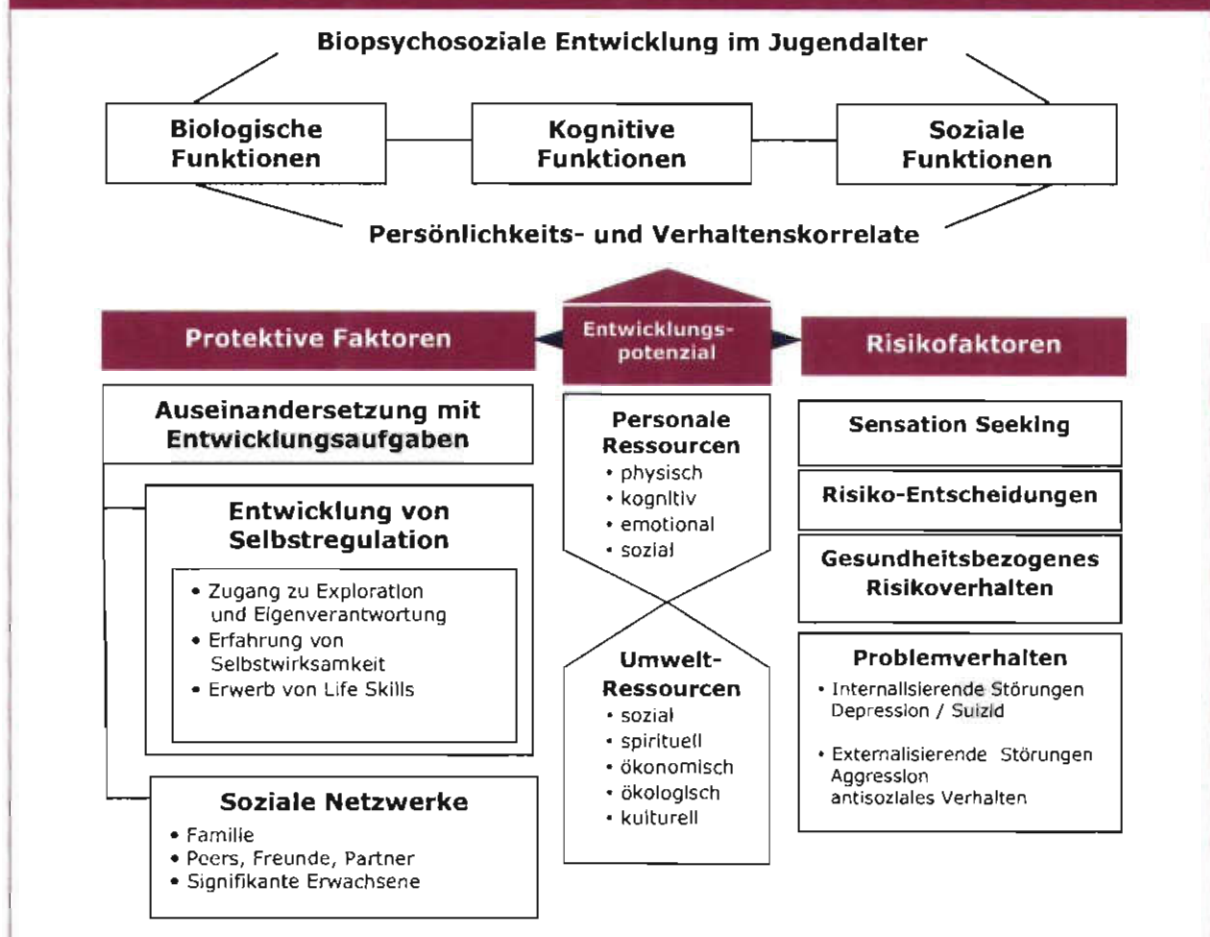 Biopsychosoziale Entwicklung im Jugendalter
Biologische
Funktionen
Kognitive
Funktionen
Soziale
Funktionen
Persönlichkeits- und Verhaltenskorrelate
Protektive Faktoren
Auseinandersetzung mit
Entwicklungsaufgaben
Entwicklung von
Selbstregulation
• Zugang zu Exploration
und Eigenverantwortung
• Erfahrung von
Selbstwirksamkeit
• Erwerb von Life Skills
Soziale Netzwerke
• Familie
• Peers, Freunde, Partner
• Signifikante Erwachsene
Entwicklungs-
potenzial
Personale
Ressourcen
• physisch
• kognitiv
• emotional
• sozial
Umwelt-
Ressourcen
• sozial
• spirituell
• ökonomisch
• ökologisch
• kulturell
Risikofaktoren
Sensation Seeking
Risiko-Entscheidungen
Gesundheitsbezogenes
Risikoverhalten
Problemverhalten
• Internalisierende Störungen
Depression / Suizid
• Externalisierende Störungen
Aggression
antisoziales Verhalten